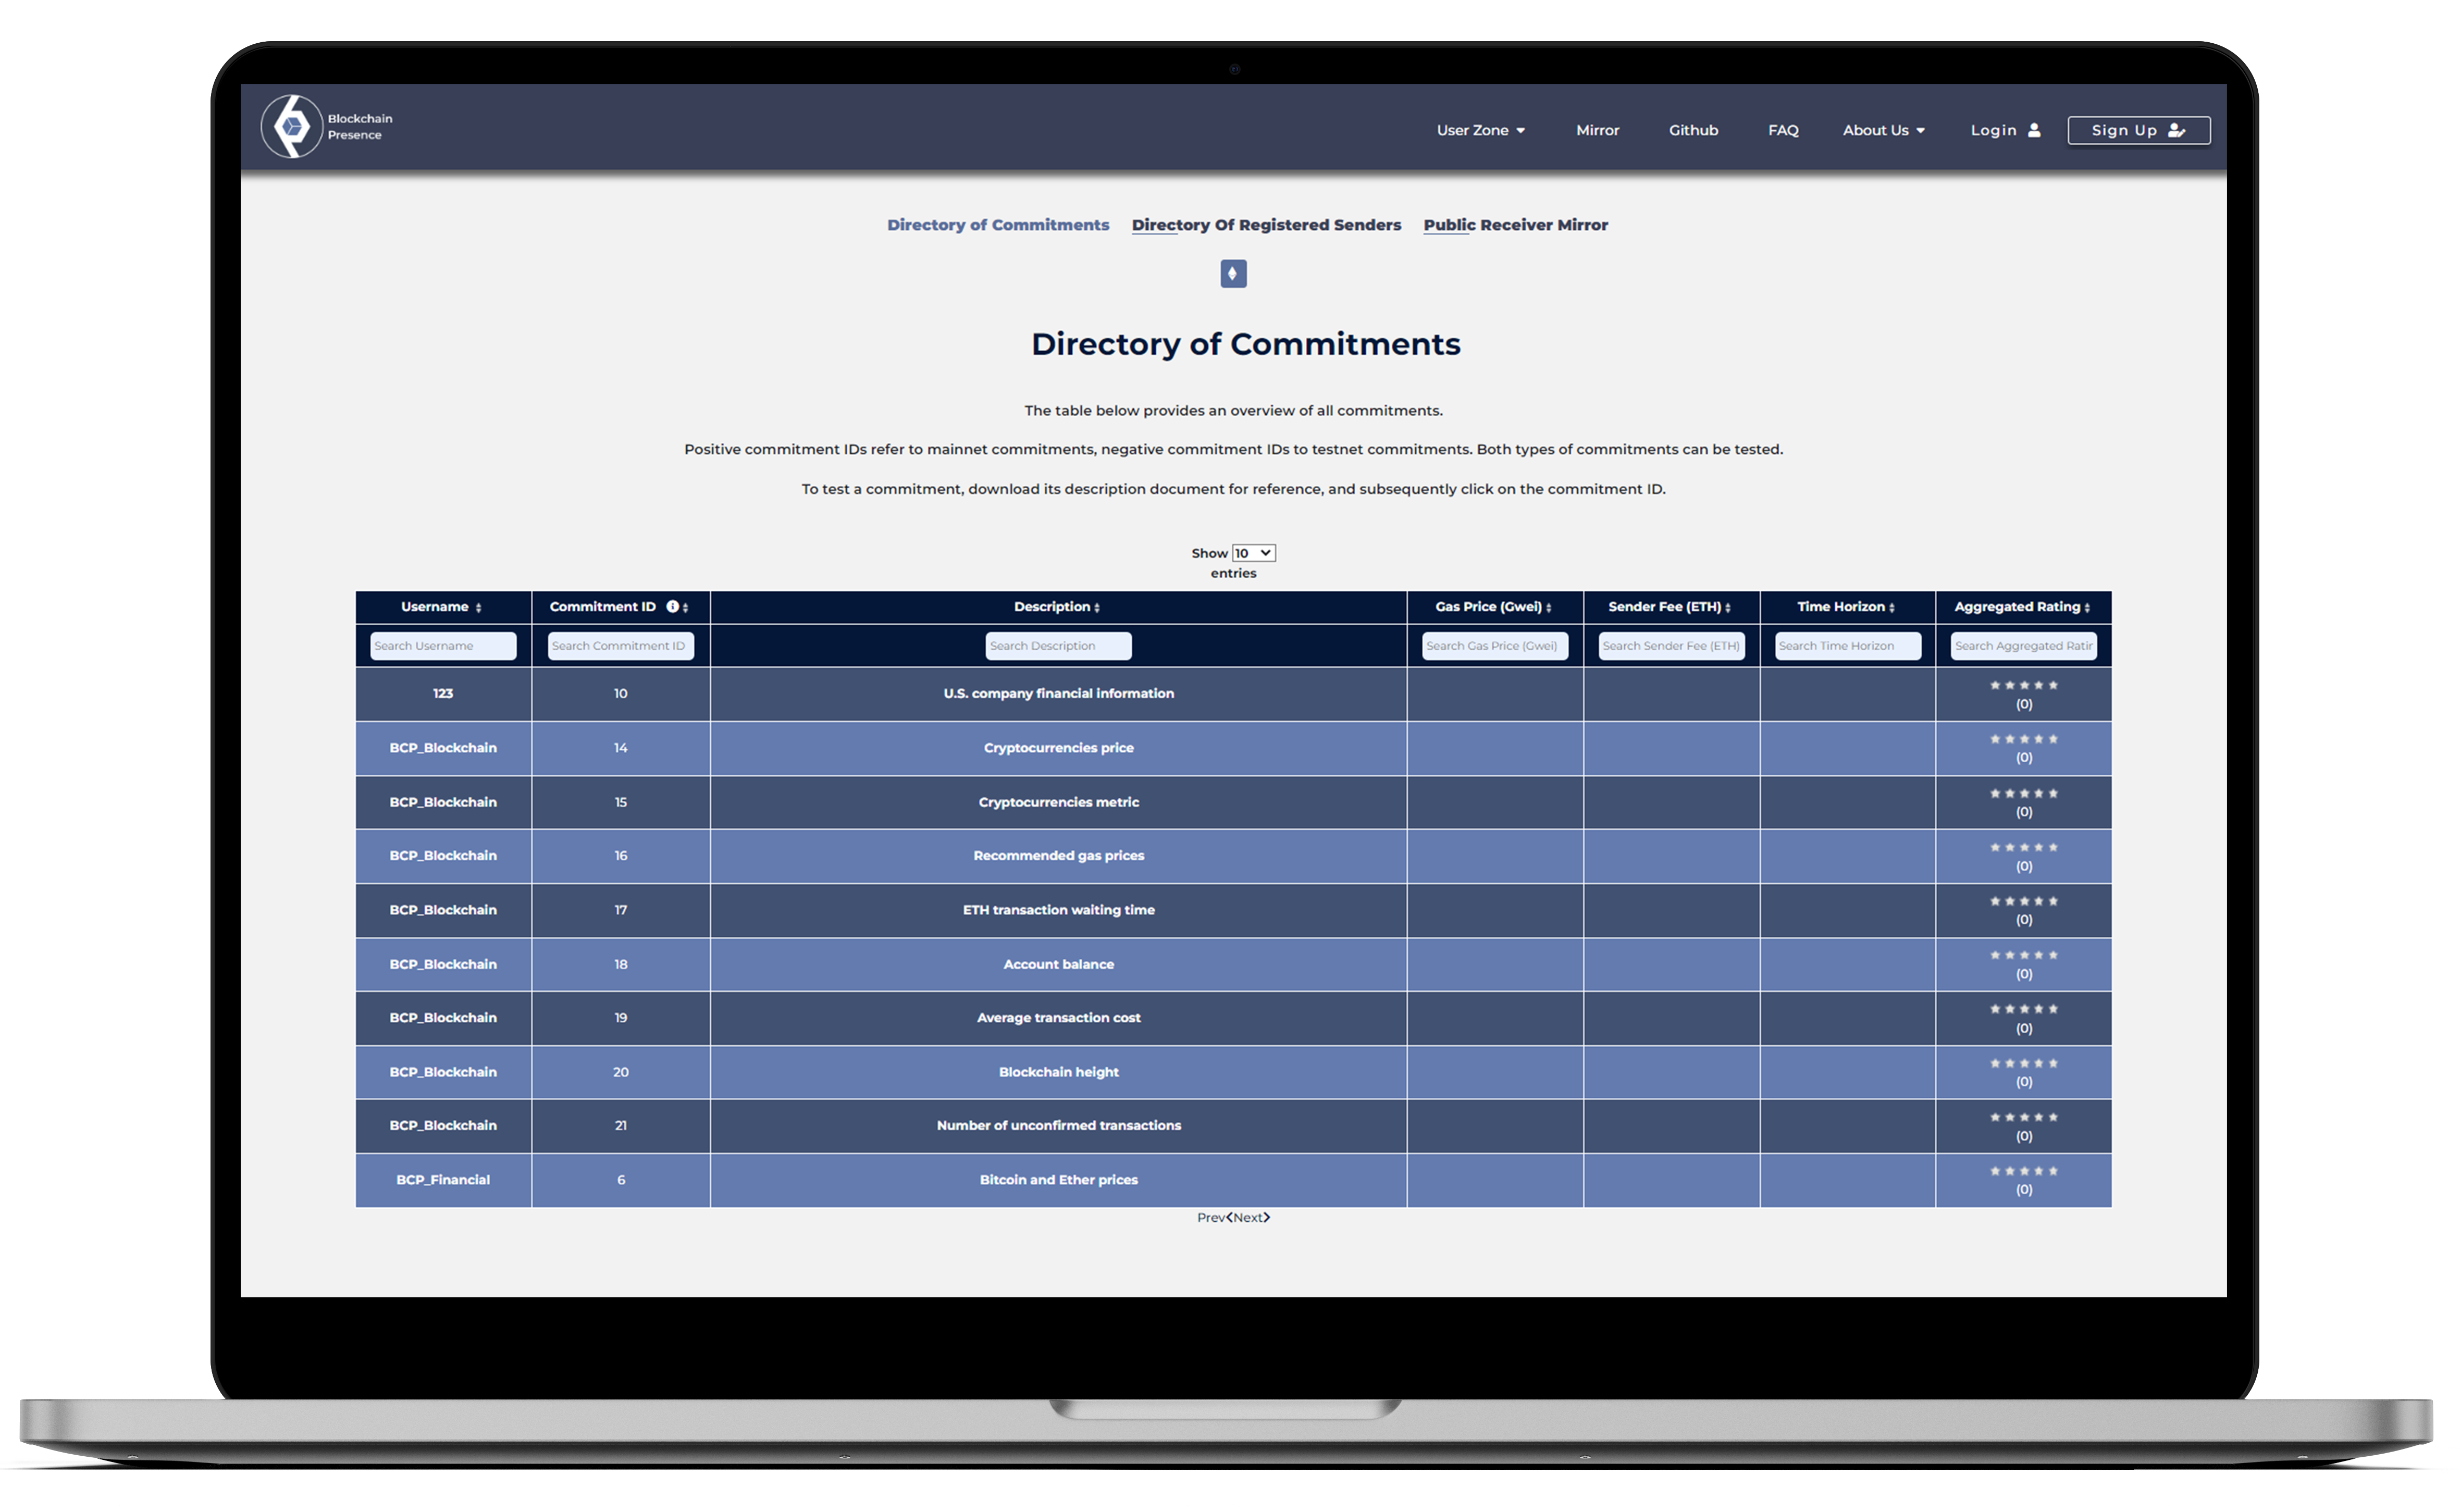 Blockchain
Presence
User Zone
Mirror
Github
FAQ
About Us
Login
Sign Up
Directory of Commitments
Directory Of Registered Senders
Public Receiver Mirror
Directory of Commitments
The table below provides an overview of all commitments.
Positive commitment IDs refer to mainnet commitments, negative commitment IDs to testnet commitments. Both types of commitments can be tested.
To test a commitment, download its description document for reference, and subsequently click on the commitment ID.
Show 10
entries
Username Commitment ID Description Gas Price (Gwei) Sender Fee (ETH) Time Horizon Aggregated Rating
Search Username Search Commitment ID Search Description Search Gas Price (Gwei) Search Sender Fee (ETH) Search Time Horizon Search Aggregated Ratin
123 10 U.S. company financial information (0)
BCP_Blockchain 14 Cryptocurrencies price (0)
BCP_Blockchain 15 Cryptocurrencies metric (0)
BCP_Blockchain 16 Recommended gas prices (0)
BCP_Blockchain 17 ETH transaction waiting time (0)
BCP_Blockchain 18 Account balance (0)
BCP_Blockchain 19 Average transaction cost (0)
BCP_Blockchain 20 Blockchain height (0)
BCP_Blockchain 21 Number of unconfirmed transactions (0)
BCP_Financial 6 Bitcoin and Ether prices (0)
Prev Next